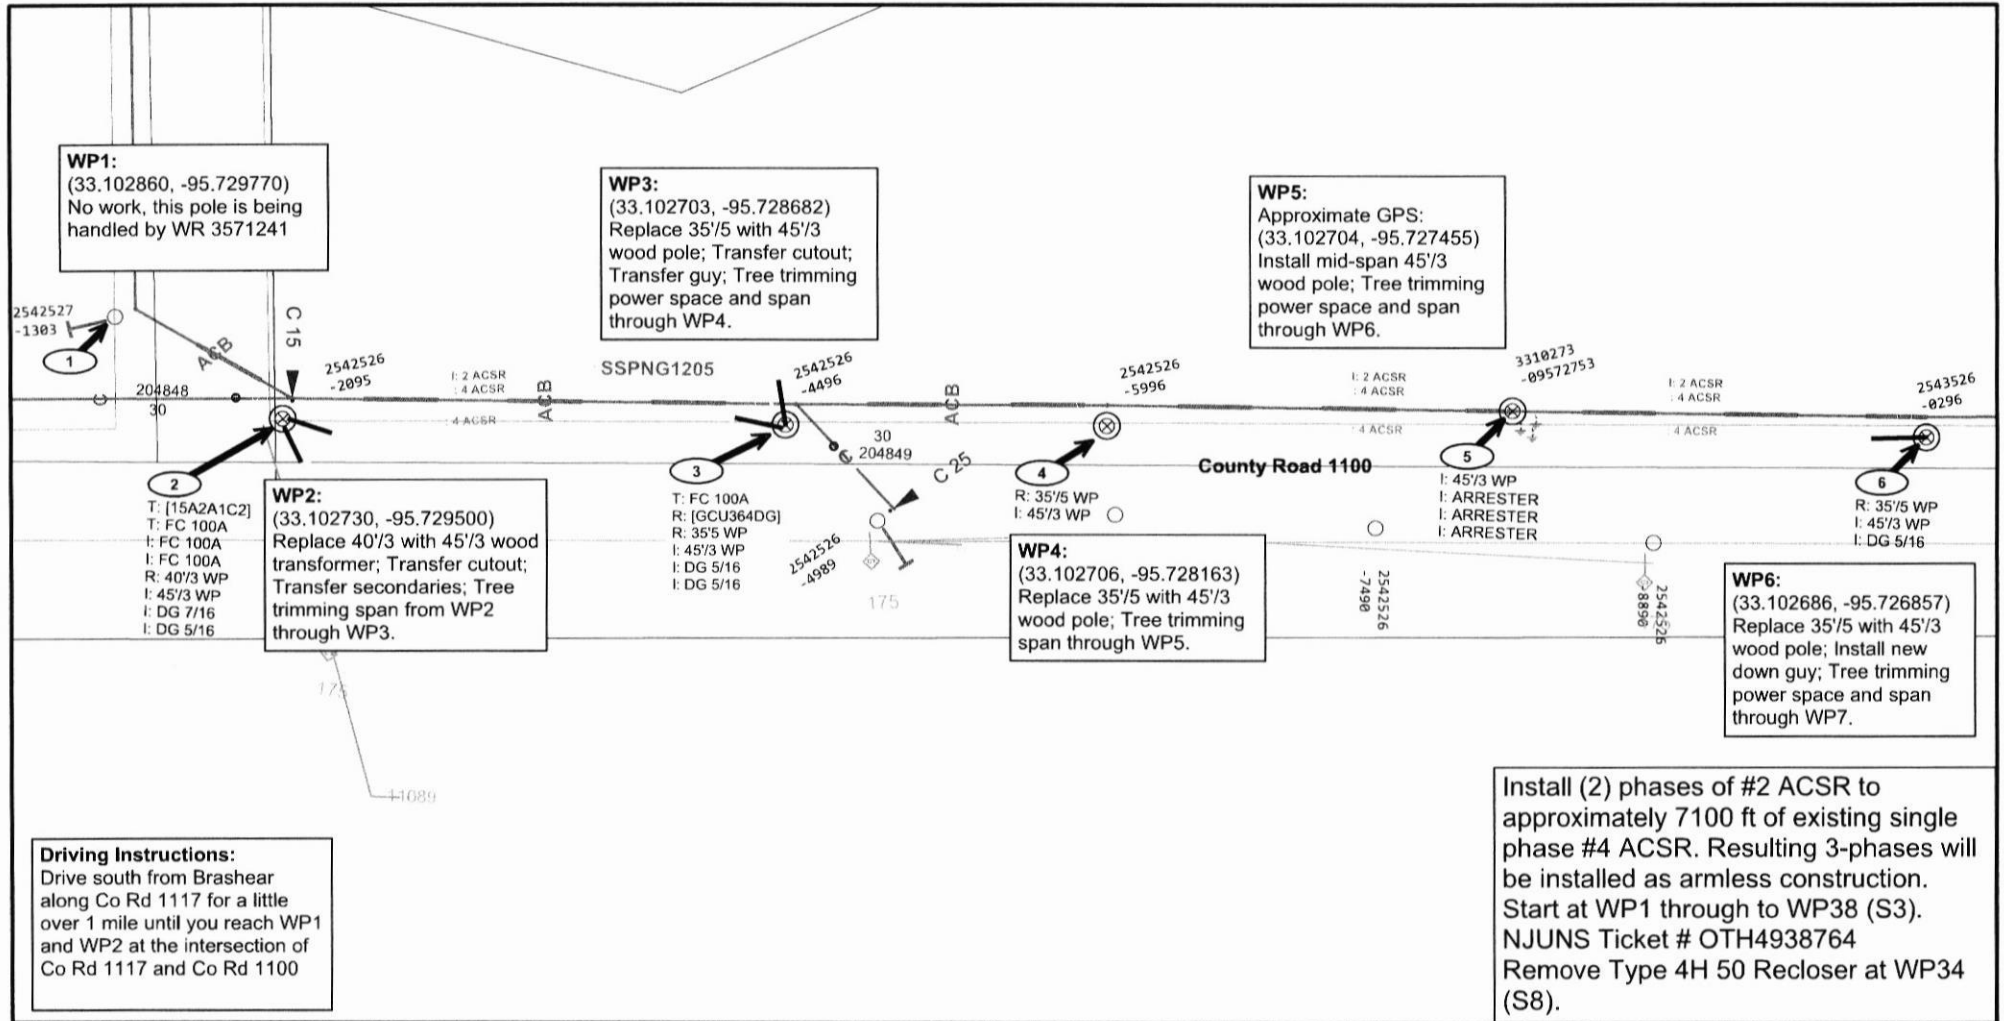 WP1:
(33.102860, -95.729770)
No work, this pole is being
handled by WR 3571241
WP3:
(33.102703, -95.728682)
Replace 35'/5 with 45'/3
wood pole; Transfer cutout;
Transfer guy; Tree trimming
power space and span
through WP4.
WP5:
Approximate GPS:
(33.102704, -95.727455)
Install mid-span 45'/3
wood pole; Tree trimming
power space and span
through WP6.
2542527
-1303
1
ACB
C 15
C
204848
30
2542526
-2095
I: 2 ACSR
: 4 ACSR
4 ACSR
ACB
SSPNG1205
2542526
-4496
ACB
30
204849
C
C 25
2542526
-5996
I: 2 ACSR
: 4 ACSR
4 ACSR
3310273
-09572753
I: 2 ACSR
: 4 ACSR
4 ACSR
2543526
-0296
County Road 1100
2
T: [15A2A1C2]
T: FC 100A
I: FC 100A
I: FC 100A
R: 40'/3 WP
I: 45'/3 WP
I: DG 7/16
I: DG 5/16
WP2:
(33.102730, -95.729500)
Replace 40'/3 with 45'/3 wood
transformer; Transfer cutout;
Transfer secondaries; Tree
trimming span from WP2
through WP3.
3
T: FC 100A
R: [GCU364DG]
R: 35'5 WP
I: 45'/3 WP
I: DG 5/16
I: DG 5/16
2542526
-4989
175
4
R: 35'/5 WP
I: 45'/3 WP
WP4:
(33.102706, -95.728163)
Replace 35'/5 with 45'/3
wood pole; Tree trimming
span through WP5.
5
I: 45'/3 WP
I: ARRESTER
I: ARRESTER
I: ARRESTER
2542526
-7490
2542526
-8890
6
R: 35'/5 WP
I: 45'/3 WP
I: DG 5/16
WP6:
(33.102686, -95.726857)
Replace 35'/5 with 45'/3
wood pole; Install new
down guy; Tree trimming
power space and span
through WP7.
175
11089
Driving Instructions:
Drive south from Brashear
along Co Rd 1117 for a little
over 1 mile until you reach WP1
and WP2 at the intersection of
Co Rd 1117 and Co Rd 1100
Install (2) phases of #2 ACSR to
approximately 7100 ft of existing single
phase #4 ACSR. Resulting 3-phases will
be installed as armless construction.
Start at WP1 through to WP38 (S3).
NJUNS Ticket # OTH4938764
Remove Type 4H 50 Recloser at WP34
(S8).